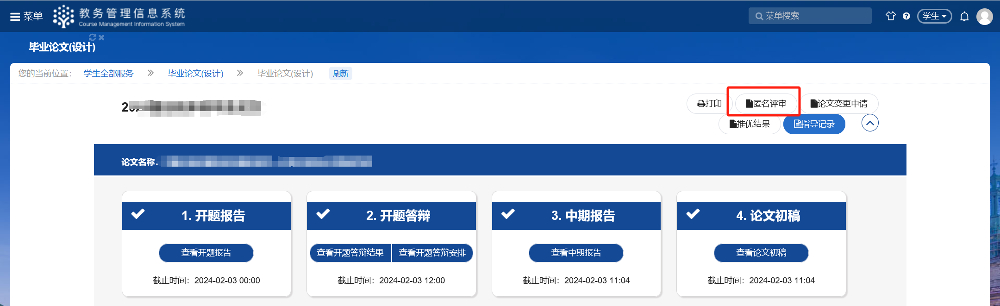 菜单
教务管理信息系统
Course Management Information System
菜单搜索
学生
毕业论文(设计)
您的当前位置： 学生全部服务 毕业论文(设计) 毕业论文(设计) 刷新
打印 匿名评审 论文变更申请
推优结果 指导记录
论文名称
1. 开题报告
查看开题报告
截止时间：2024-02-03 00:00
2. 开题答辩
查看开题答辩结果 查看开题答辩安排
截止时间：2024-02-03 12:00
3. 中期报告
查看中期报告
截止时间：2024-02-03 11:04
4. 论文初稿
查看论文初稿
截止时间：2024-02-03 11:04